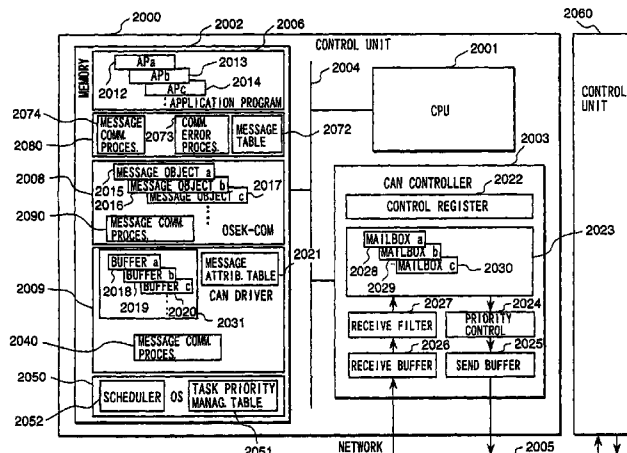 2000
2002
2006
2060
CONTROL UNIT
2001
MEMORY
APa
2013
2004
APb
2014
2012
APc
APPLICATION PROGRAM
CPU
CONTROL
UNIT
2074
MESSAGE
COMM.
PROCES.
2073
COMM.
ERROR
PROCES.
MESSAGE
TABLE
2072
2080
2003
2008
MESSAGE OBJECT a
2017
2015
MESSAGE OBJECT b
2016
MESSAGE OBJECT c
CAN CONTROLLER
2022
CONTROL REGISTER
2090
MESSAGE COMM.
PROCES.
OSEK-COM
2021
2023
BUFFER a
MESSAGE
ATTRIB. TABLE
MAILBOX a
2028
MAILBOX b
2029
MAILBOX c
2030
BUFFER b
2018
BUFFER c
CAN DRIVER
2009
2019
2020
2031
2027
2024
RECEIVE FILTER
PRIORITY
CONTROL
2040
MESSAGE COMM.
PROCES.
2026
2025
RECEIVE BUFFER
SEND BUFFER
2050
SCHEDULER
OS
TASK PRIORITY
MANAG. TABLE
2052
2051
NETWORK
2005